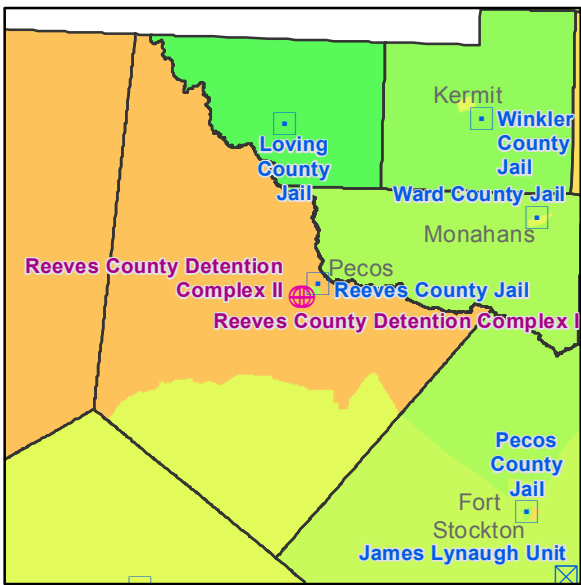 Kermit
Winkler
County
Jail
Loving
County
Jail
Ward County Jail
Monahans
Reeves County Detention
Complex II
Pecos
Reeves County Jail
Reeves County Detention Complex I
Pecos
County
Jail
Fort
Stockton
James Lynaugh Unit